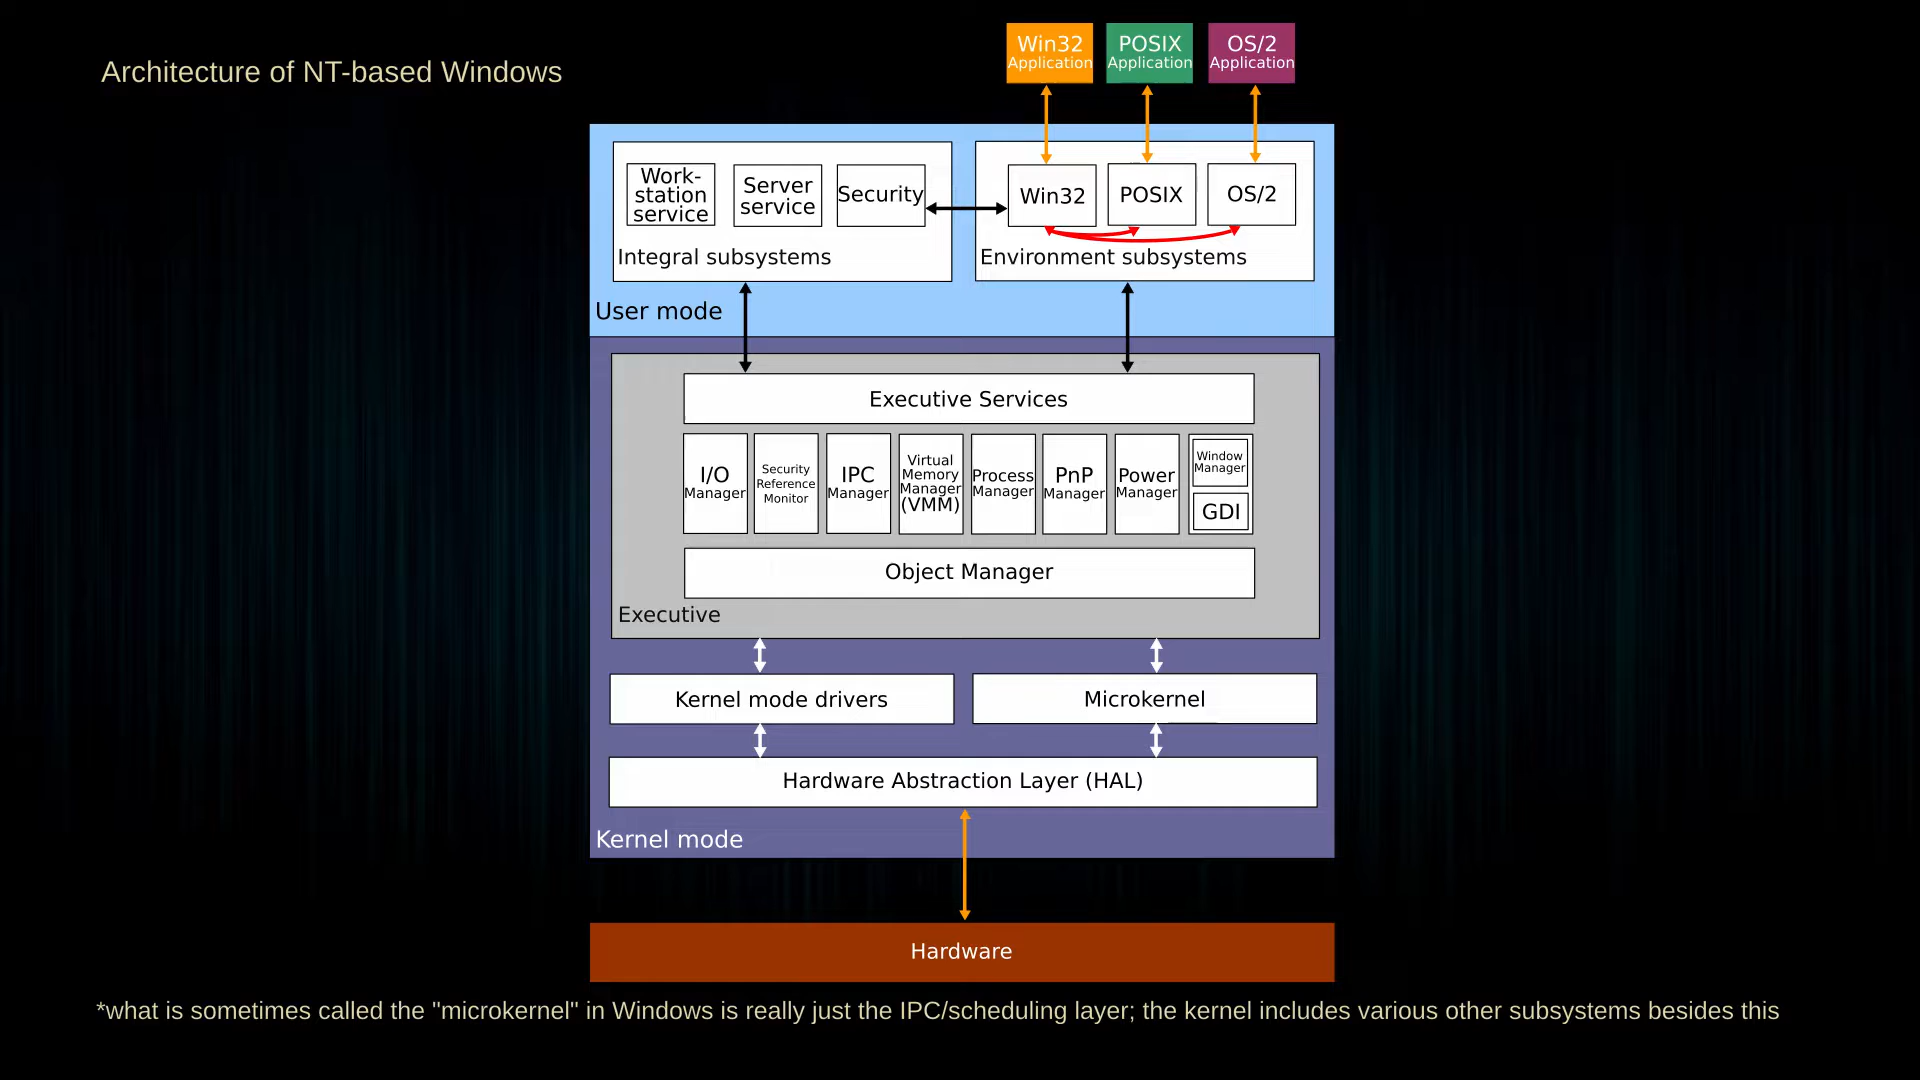 Architecture of NT-based Windows
Win32
Application
POSIX
Application
OS/2
Application
Work-
station
service
Server
service
Security
Integral subsystems
Win32
POSIX
OS/2
Environment subsystems
User mode
Executive Services
I/O
Manager
Security
Reference
Monitor
IPC
Manager
Virtual
Memory
Manager
(VMM)
Process
Manager
PnP
Manager
Power
Manager
Window
Manager
GDI
Object Manager
Executive
Kernel mode drivers
Microkernel
Hardware Abstraction Layer (HAL)
Kernel mode
Hardware
*what is sometimes called the "microkernel" in Windows is really just the IPC/scheduling layer; the kernel includes various other subsystems besides this